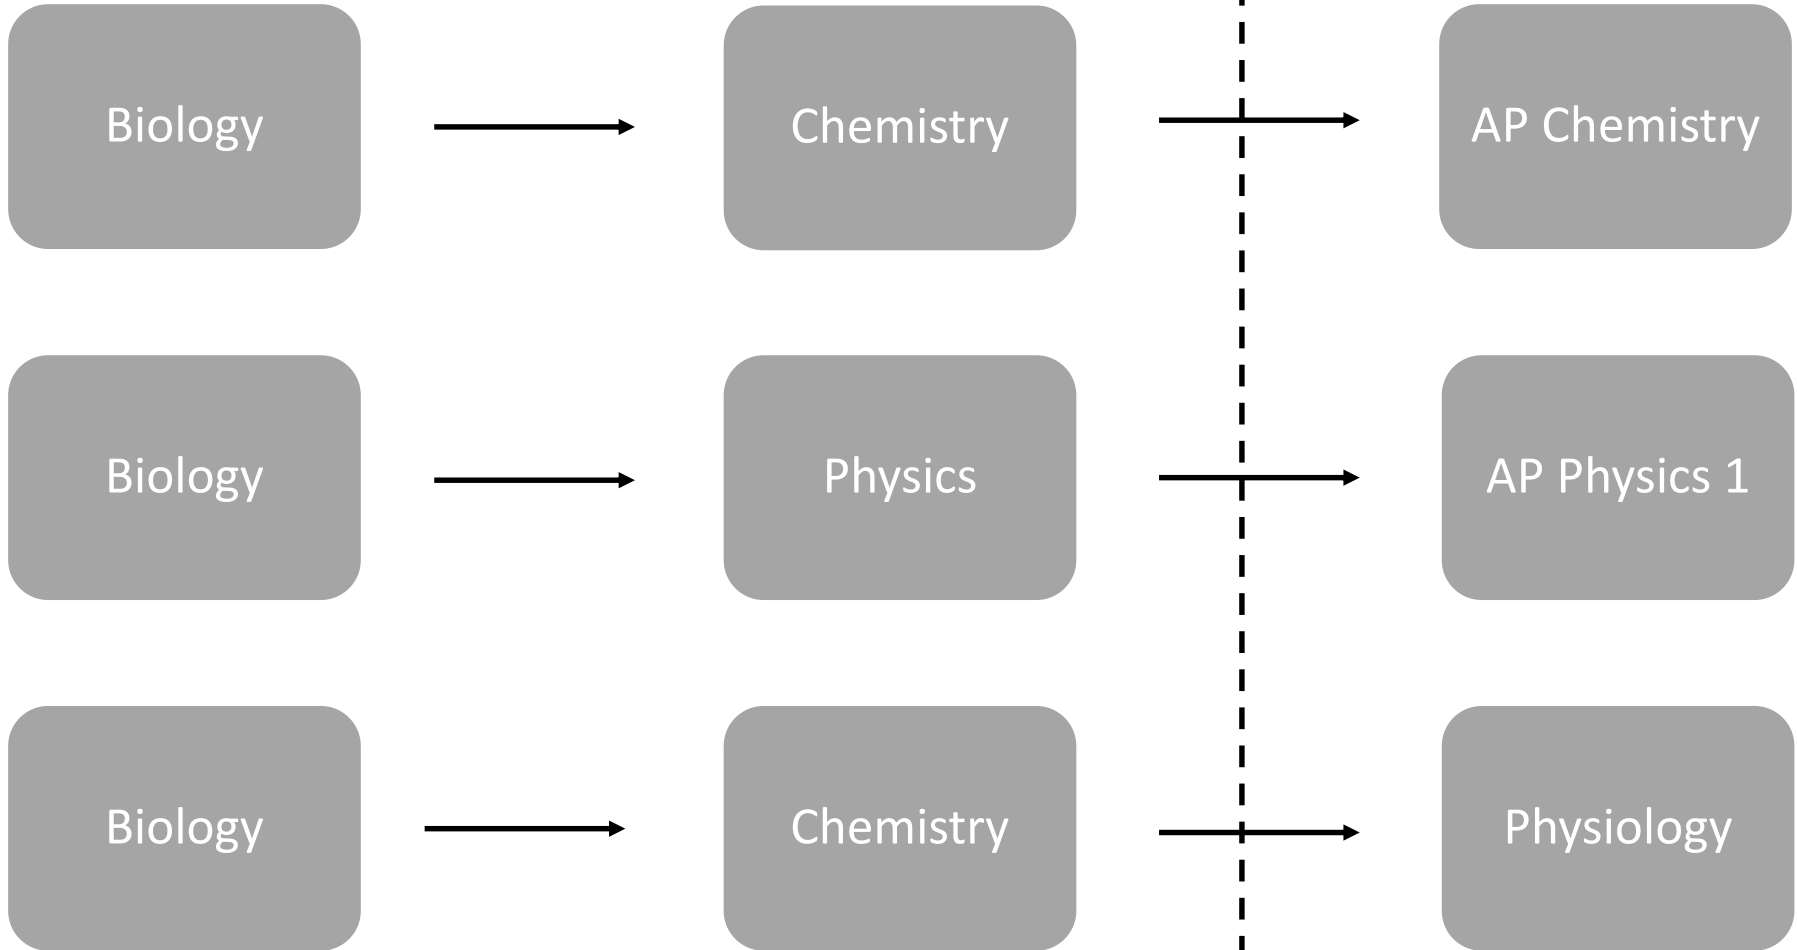 Biology
Chemistry
AP Chemistry
Biology
Physics
AP Physics 1
Biology
Chemistry
Physiology